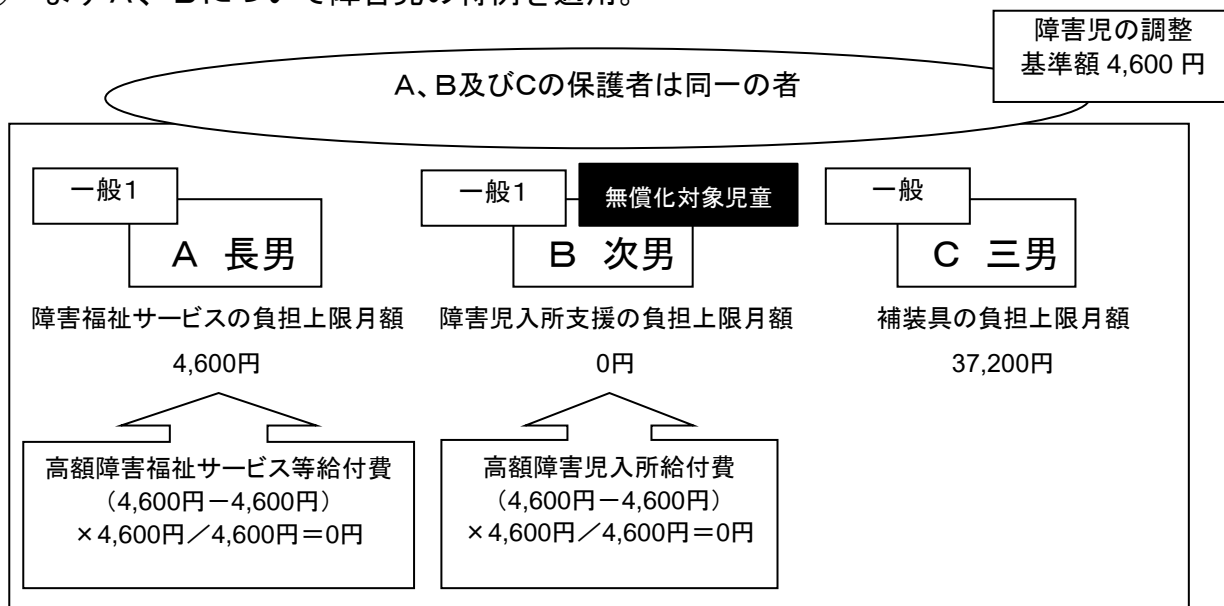 まずA、Bについて障害児の特例を適用。
障害児の調整
基準額 4,600 円
A、B及びCの保護者は同一の者
一般1
A 長男
障害福祉サービスの負担上限月額
4,600円
高額障害福祉サービス等給付費
(4,600円-4,600円)
×4,600円/4,600円=0円
一般1
無償化対象児童
B 次男
障害児入所支援の負担上限月額
0円
高額障害児入所給付費
(4,600円-4,600円)
×4,600円/4,600円=0円
一般
C 三男
補装具の負担上限月額
37,200円